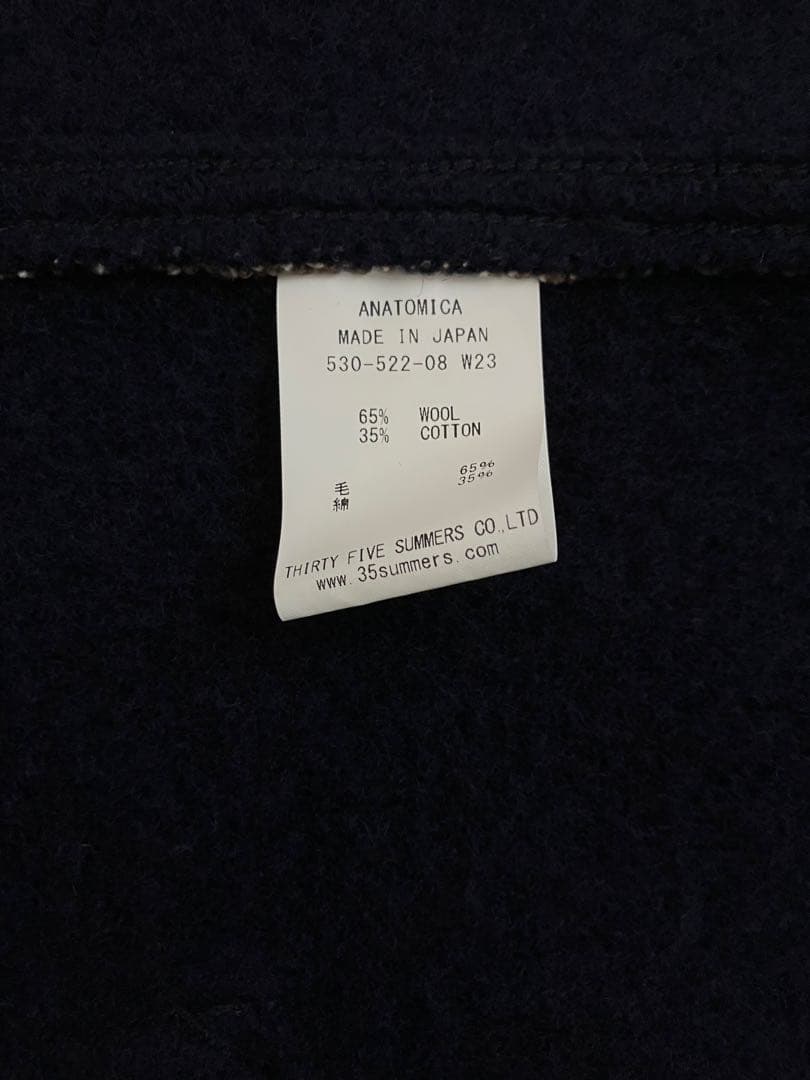 ANATOMICA
MADE IN JAPAN
530-522-08 W23
65% WOOL
35% COTTON
毛 65%
綿 35%
THIRTY FIVE SUMMERS CO.,LTD
www.35summers.com